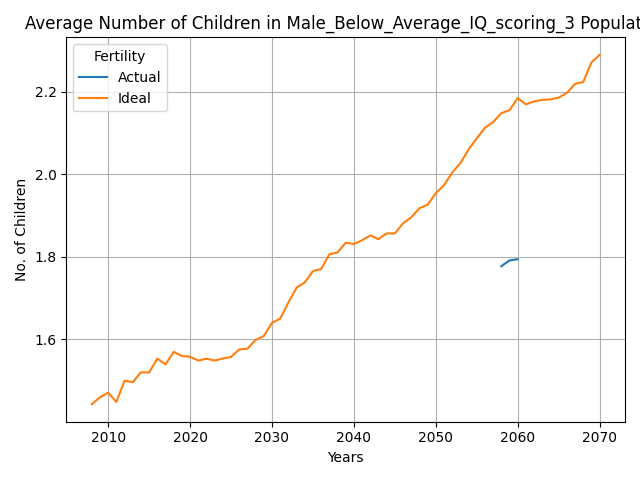 Average Number of Children in Male_Below_Average_IQ_scoring_3 Populat
Fertility
Actual
Ideal
No. of Children
2.2
2.0
1.8
1.6
2010 2020 2030 2040 2050 2060 2070
Years